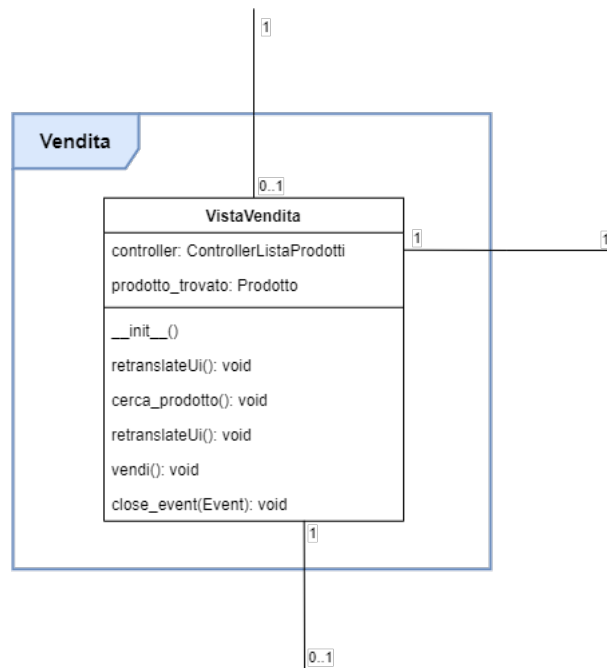 1
Vendita
0..1
VistaVendita
controller: ControllerListaProdotti
1
1
prodotto_trovato: Prodotto
__init__()
retranslateUi(): void
cerca_prodotto(): void
retranslateUi(): void
vendi(): void
close_event(Event): void
1
0..1